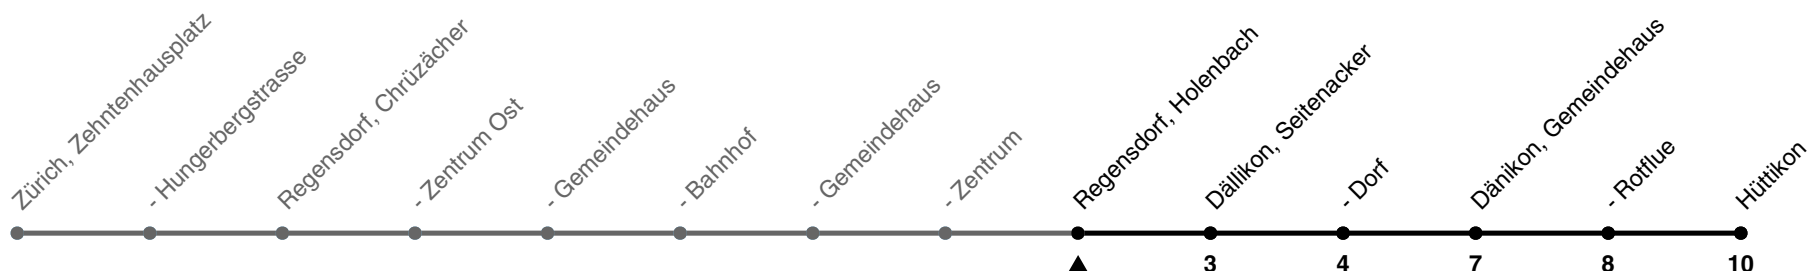 Zürich, Zehntenhausplatz
- Hungerbergstrasse
Regensdorf, Chrüzächer
- Zentrum Ost
- Gemeindehaus
- Bahnhof
- Gemeindehaus
- Zentrum
Regensdorf, Holenbach
Dällikon, Seitenacker
- Dorf
Dänikon, Gemeindehaus
- Rotflue
Hüttikon
3 4 7 8 10